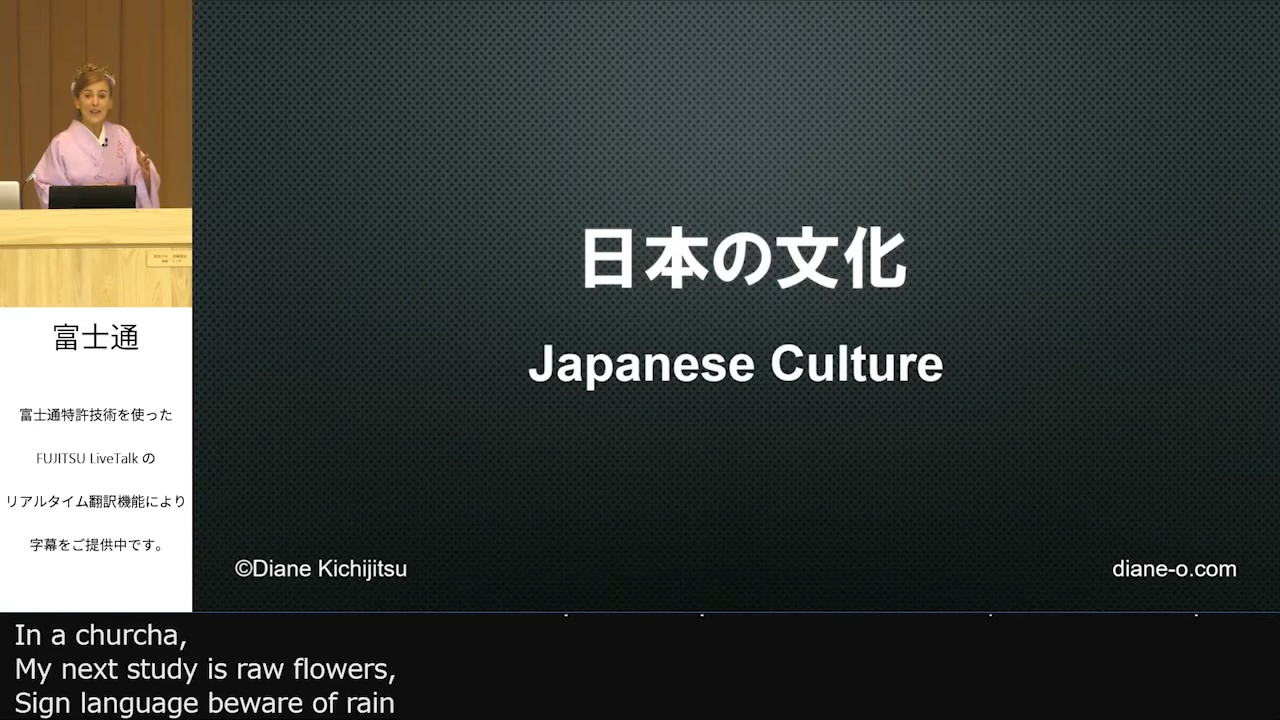 日本の文化
Japanese Culture
©Diane Kichijitsu
diane-o.com
富士通
富士通特許技術を使った
FUJITSU LiveTalk の
リアルタイム翻訳機能により
字幕をご提供中です。
In a churcha,
My next study is raw flowers,
Sign language beware of rain